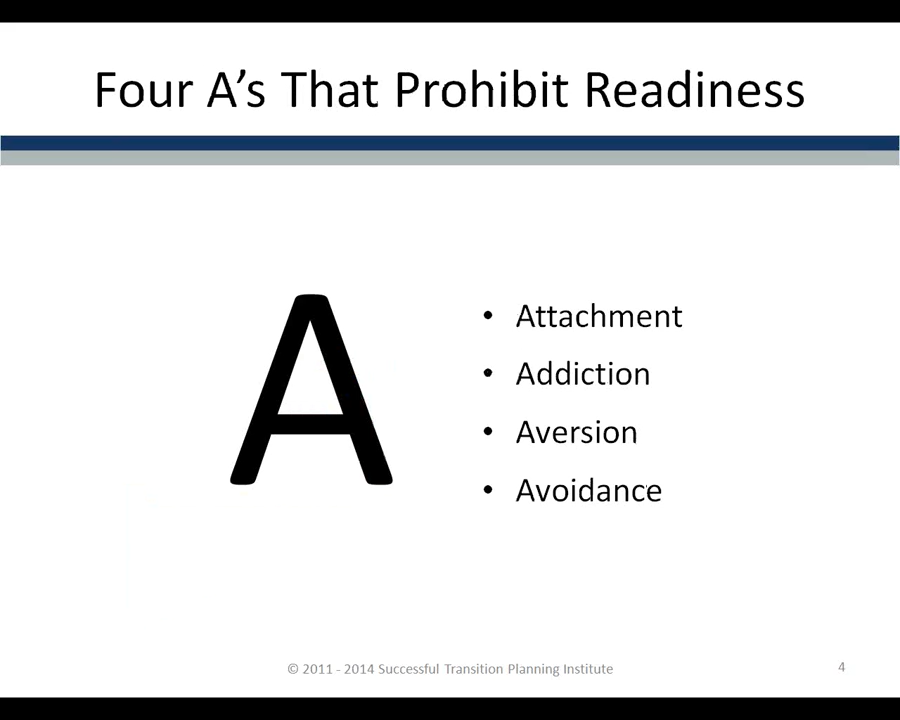 Four A’s That Prohibit Readiness
A
• Attachment
• Addiction
• Aversion
• Avoidance
© 2011 - 2014 Successful Transition Planning Institute
4